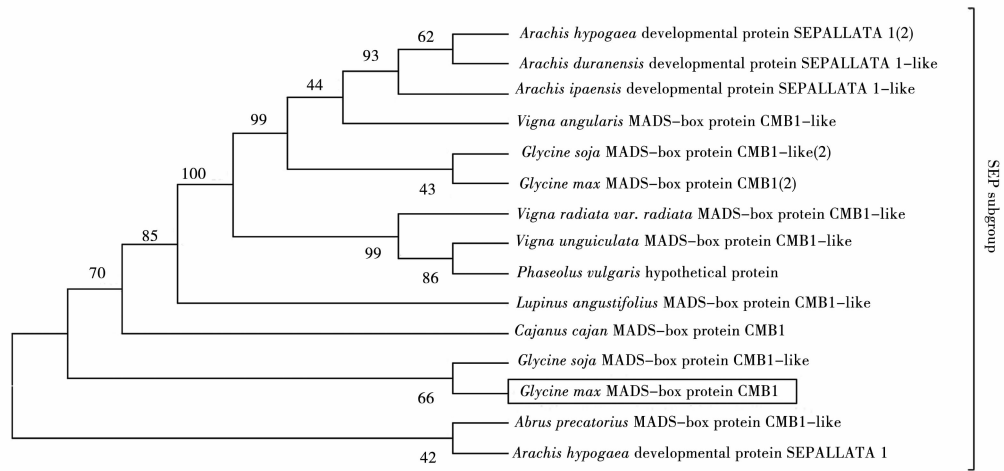 62
Arachis hypogaea developmental protein SEPALLATA 1(2)
93
Arachis duranensis developmental protein SEPALLATA 1-like
44
Arachis ipaensis developmental protein SEPALLATA 1-like
99
Vigna angularis MADS-box protein CMB1-like
Glycine soja MADS-box protein CMB1-like(2)
100
43
Glycine max MADS-box protein CMB1(2)
Vigna radiata var. radiata MADS-box protein CMB1-like
85
Vigna unguiculata MADS-box protein CMB1-like
99
86
Phaseolus vulgaris hypothetical protein
70
Lupinus angustifolius MADS-box protein CMB1-like
Cajanus cajan MADS-box protein CMB1
Glycine soja MADS-box protein CMB1-like
66
Glycine max MADS-box protein CMB1
Abrus precatorius MADS-box protein CMB1-like
42
Arachis hypogaea developmental protein SEPALLATA 1
SEP subgroup